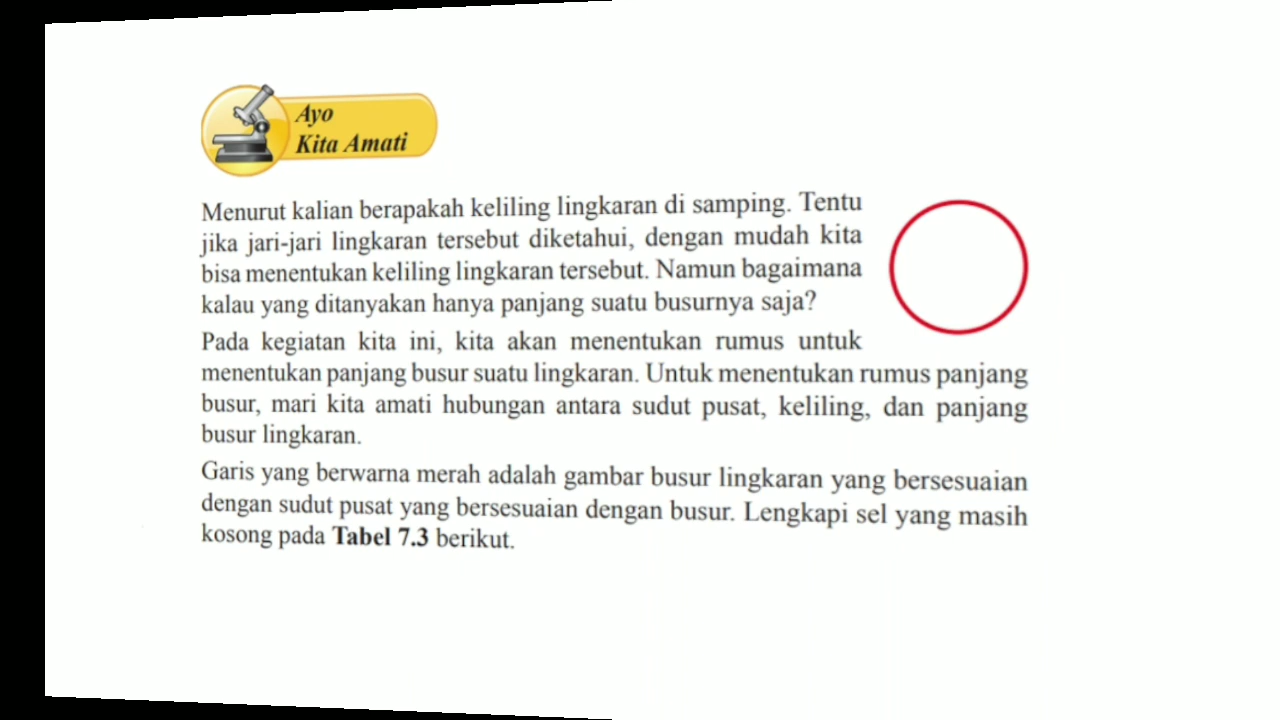 Ayo
Kita Amati
Menurut kalian berapakah keliling lingkaran di samping. Tentu
jika jari-jari lingkaran tersebut diketahui, dengan mudah kita
bisa menentukan keliling lingkaran tersebut. Namun bagaimana
kalau yang ditanyakan hanya panjang suatu busurnya saja?
Pada kegiatan kita ini, kita akan menentukan rumus untuk
menentukan panjang busur suatu lingkaran. Untuk menentukan rumus panjang
busur, mari kita amati hubungan antara sudut pusat, keliling, dan panjang
busur lingkaran.
Garis yang berwarna merah adalah gambar busur lingkaran yang bersesuaian
dengan sudut pusat yang bersesuaian dengan busur. Lengkapi sel yang masih
kosong pada Tabel 7.3 berikut.